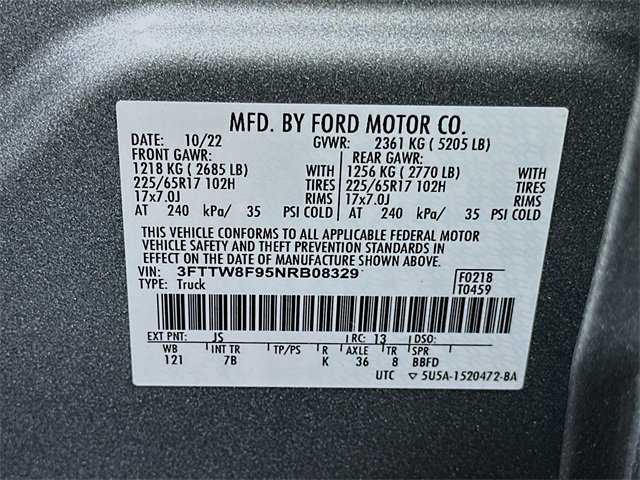 MFD. BY FORD MOTOR CO.
DATE: 10/22 GVWR: 2361 KG ( 5205 LB)
FRONT GAWR: REAR GAWR:
1218 KG ( 2685 LB) WITH 1256 KG ( 2770 LB) WITH
225/65R17 102H TIRES 225/65R17 102H TIRES
17x7.0J RIMS 17x7.0J RIMS
AT 240 kPa/ 35 PSI COLD AT 240 kPa/ 35 PSI COLD
THIS VEHICLE CONFORMS TO ALL APPLICABLE FEDERAL MOTOR
VEHICLE SAFETY AND THEFT PREVENTION STANDARDS IN
EFFECT ON THE DATE OF MANUFACTURE SHOWN ABOVE.
VIN: 3FTTW8F95NRB08329 F0218
TYPE: Truck T0459
EXT PNT: JS RC: 13 DSO:
WB INT TR TP/PS R AXLE TR SPR
121 7B K 36 8 BBFD
UTC ▽ 5U5A-1520472-BA